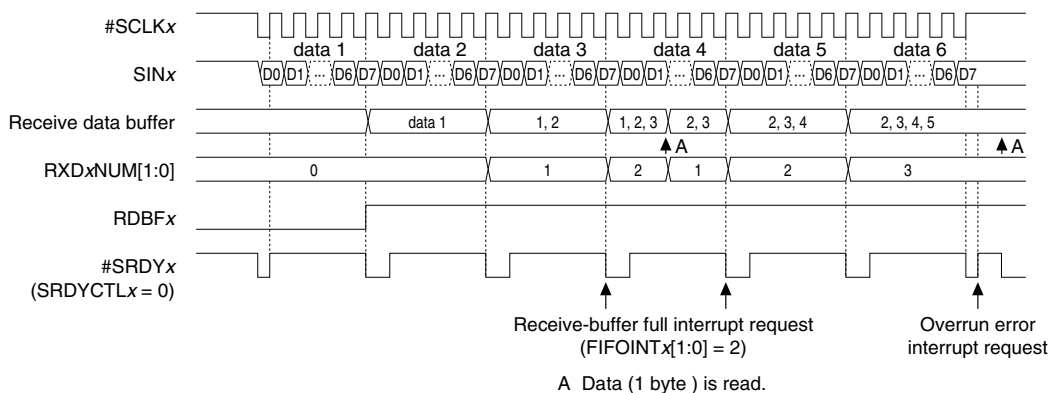 #SCLKx
data 1 data 2 data 3 data 4 data 5 data 6
SINx D0 D1 ... D6 D7 D0 D1 ... D6 D7 D0 D1 ... D6 D7 D0 D1 ... D6 D7 D0 D1 ... D6 D7 D0 D1 ... D6 D7
Receive data buffer data 1 1, 2 1, 2, 3 2, 3 2, 3, 4 2, 3, 4, 5
A A
RXDxNUM[1:0] 0 1 2 1 2 3
RDBFx
#SRDYx
(SRDYCTLx = 0)
Receive-buffer full interrupt request Overrun error
(FIFOINTx[1:0] = 2) interrupt request
A Data (1 byte ) is read.